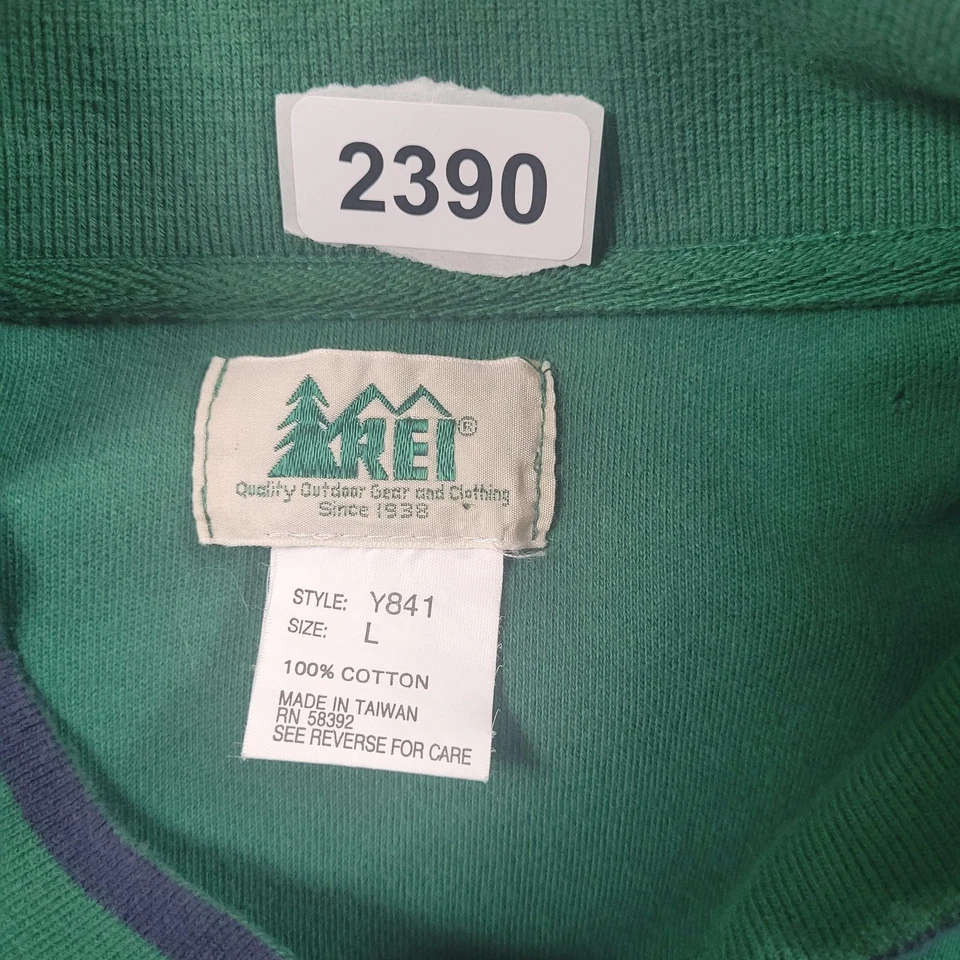 2390
REI®
Quality Outdoor Gear and Clothing
Since 1938
STYLE: Y841
SIZE: L
100% COTTON
MADE IN TAIWAN
RN 58392
SEE REVERSE FOR CARE